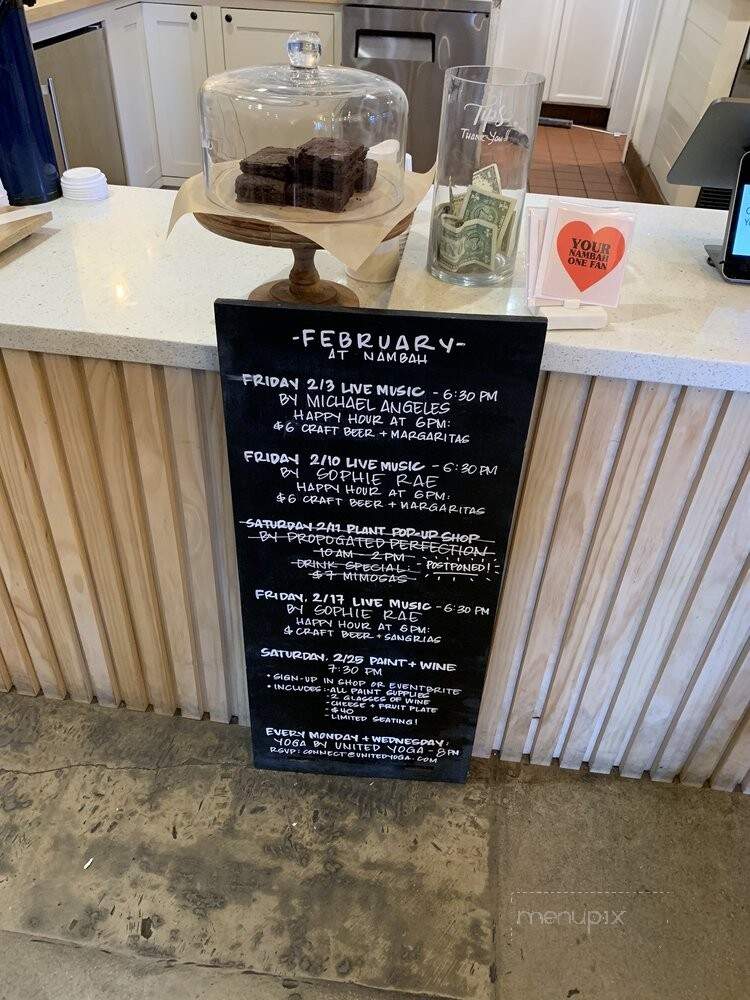 Tips
Thank you!
YOUR
NAMBAH
ONE FAN
-FEBRUARY-
AT NAMBAH
FRIDAY 2/3 LIVE MUSIC - 6:30 PM
BY MICHAEL ANGELES
HAPPY HOUR AT 6PM:
$6 CRAFT BEER + MARGARITAS
FRIDAY 2/10 LIVE MUSIC - 6:30 PM
BY SOPHIE RAE
HAPPY HOUR AT 6PM:
$6 CRAFT BEER + MARGARITAS
SATURDAY 2/11 PLANT POP-UP SHOP
BY PROPOGATED PERFECTION
10 AM - 2 PM
DRINK SPECIAL: POSTPONED!
$7 MIMOSAS
FRIDAY, 2/17 LIVE MUSIC - 6:30 PM
BY SOPHIE RAE
HAPPY HOUR AT 6PM:
$ CRAFT BEER + SANGRIAS
SATURDAY, 2/25 PAINT + WINE
7:30 PM
• SIGN-UP IN SHOP OR EVENTBRITE
• INCLUDES: - ALL PAINT SUPPLIES
- 2 GLASSES OF WINE
- CHEESE + FRUIT PLATE
- $40
- LIMITED SEATING!
EVERY MONDAY + WEDNESDAY:
YOGA BY UNITED YOGA - 8 PM
RSVP: CONNECT@UNITEDYOGA.COM
menupix